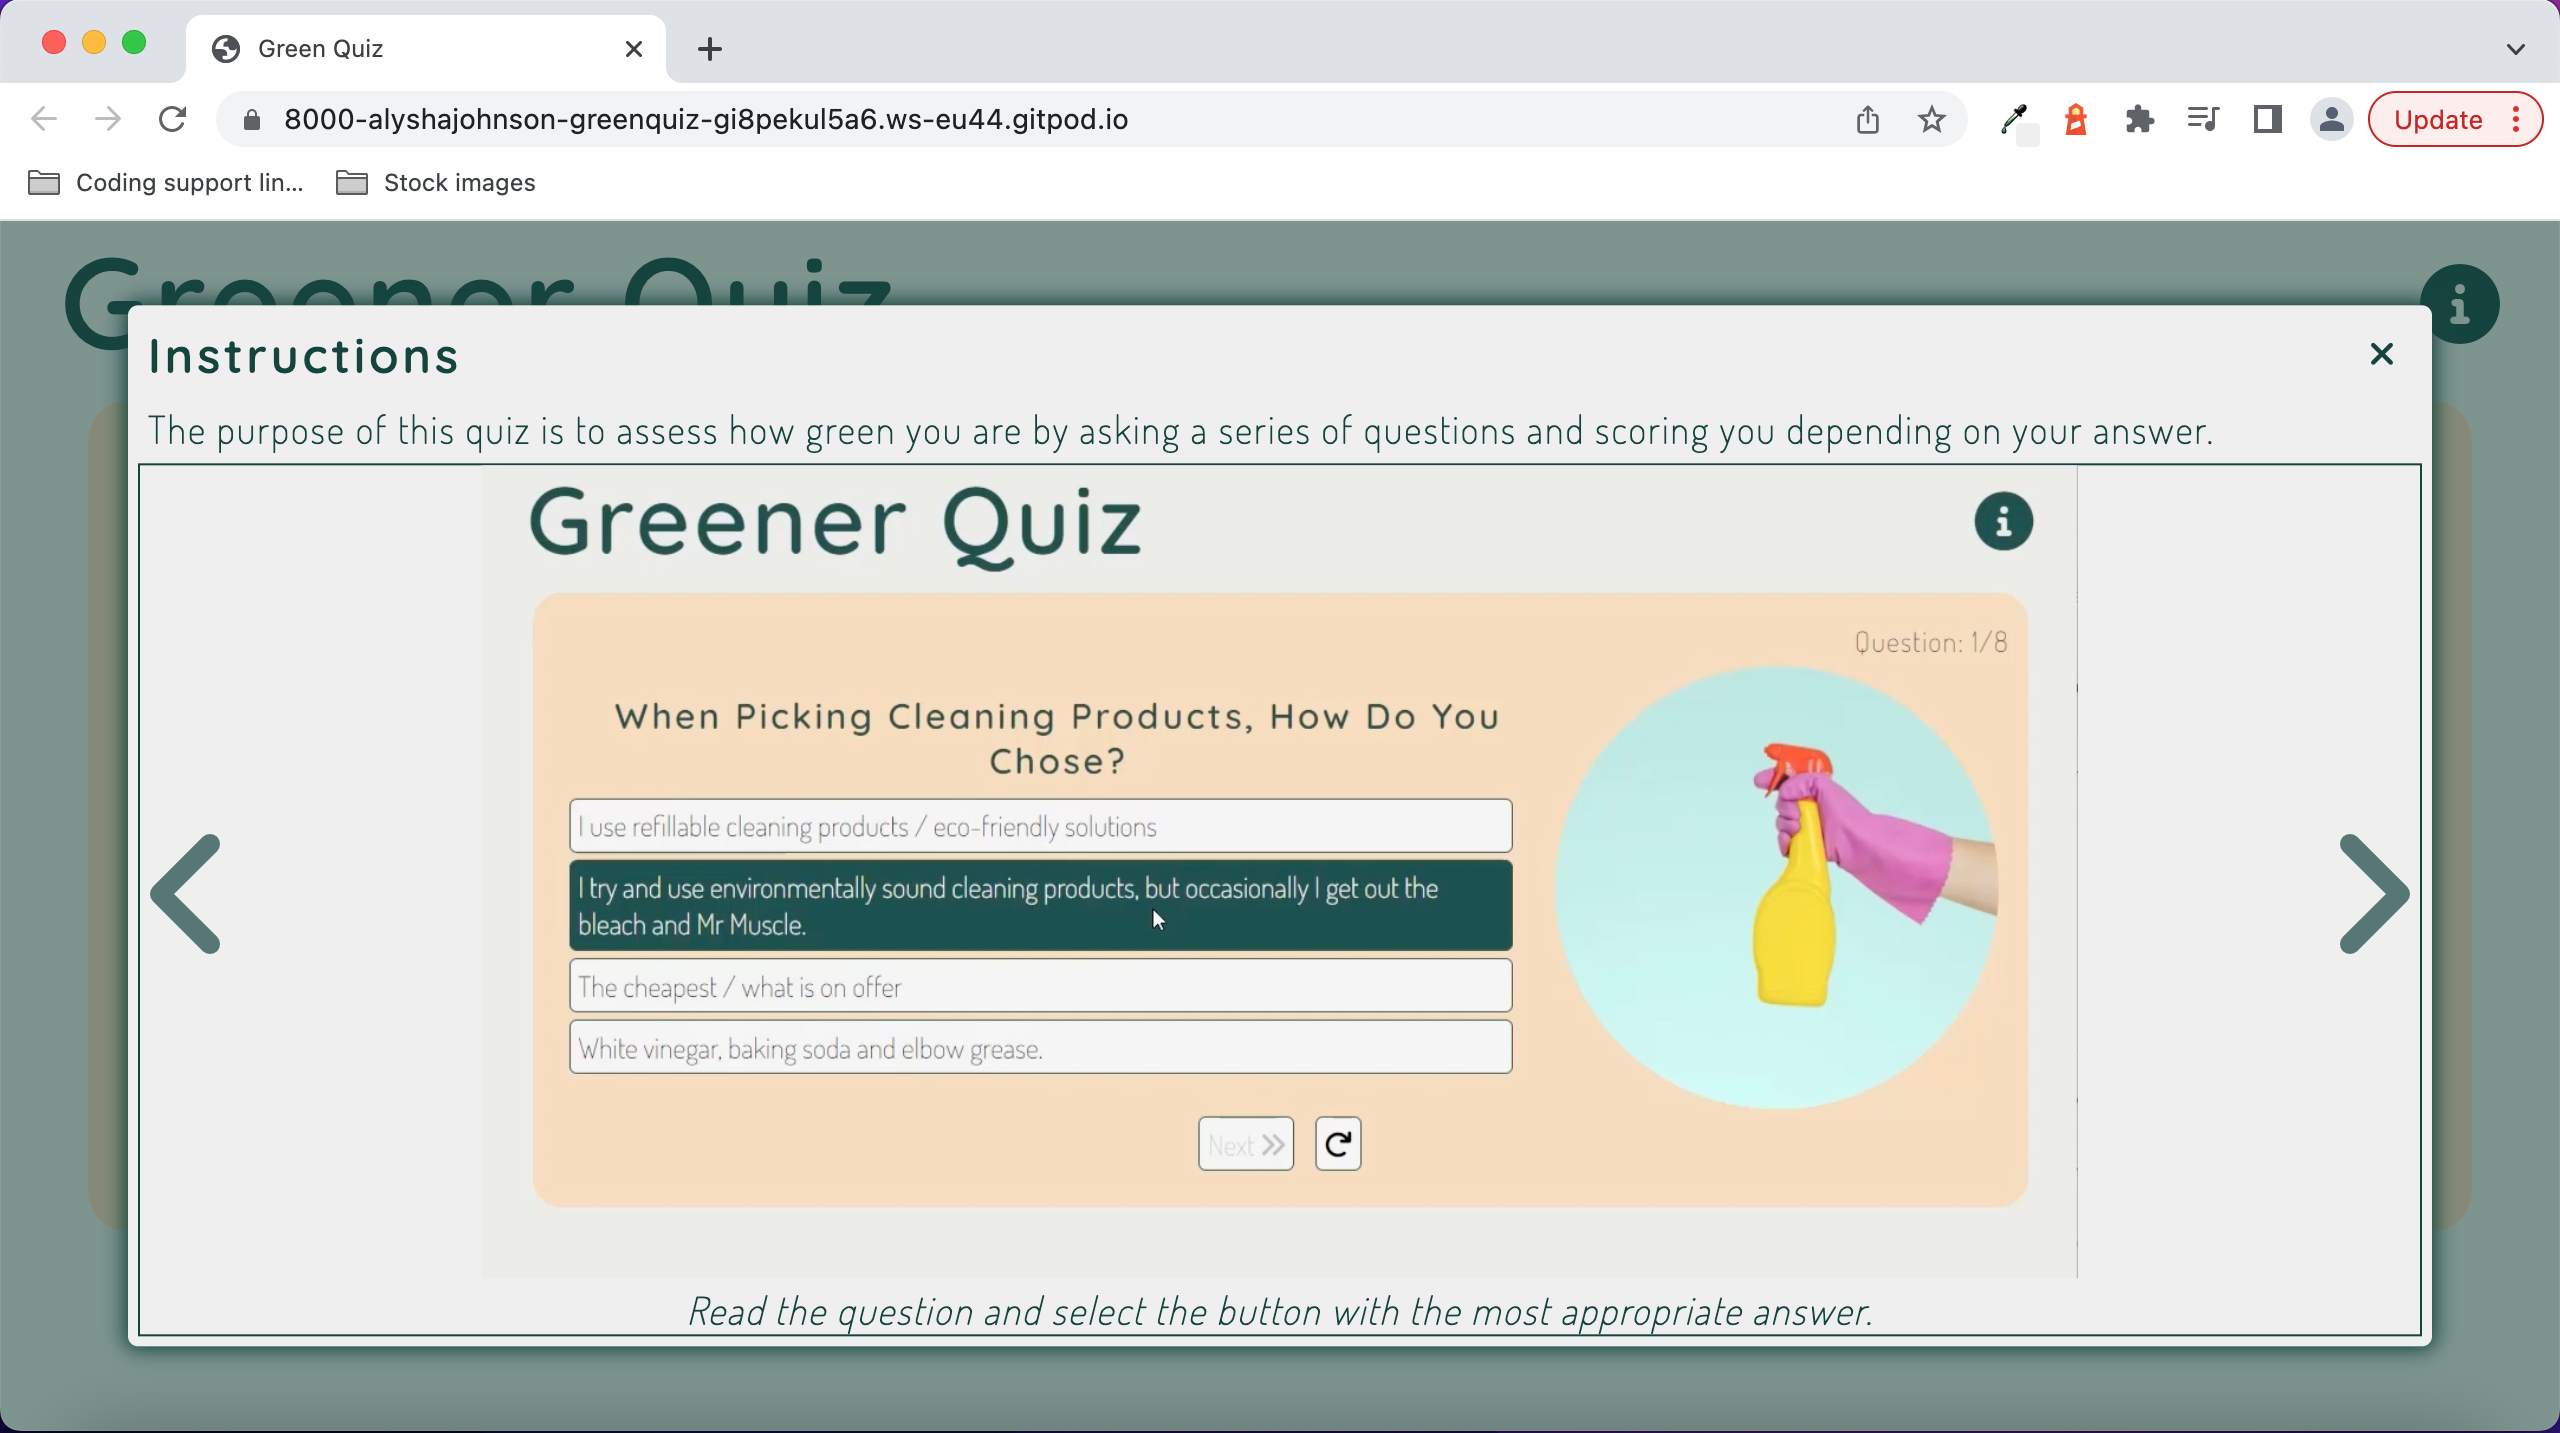 Green Quiz
8000-alyshajohnson-greenquiz-gi8pekul5a6.ws-eu44.gitpod.io
Update
Coding support lin...
Stock images
Greener Quiz
Instructions
The purpose of this quiz is to assess how green you are by asking a series of questions and scoring you depending on your answer.
Greener Quiz
Question: 1/8
When Picking Cleaning Products, How Do You
Chose?
I use refillable cleaning products / eco-friendly solutions
I try and use environmentally sound cleaning products, but occasionally I get out the
bleach and Mr Muscle.
The cheapest / what is on offer
White vinegar, baking soda and elbow grease.
Next
Read the question and select the button with the most appropriate answer.